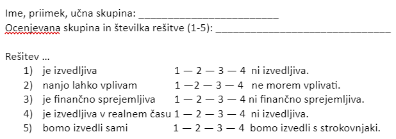 Ime, priimek, učna skupina: ________________________
Ocenjevana skupina in številka rešitve (1-5): ______________________________
Rešitev ...
1) je izvedljiva 1 — 2 — 3 — 4 ni izvedljiva.
2) nanjo lahko vplivam 1 —2 — 3 — 4 ne morem vplivati.
3) je finančno sprejemljiva 1 — 2 — 3 — 4 ni finančno sprejemljiva.
4) je izvedljiva v realnem času 1 — 2 — 3 — 4 ni izvedljiva.
5) bomo izvedli sami 1 — 2 — 3 — 4 bomo izvedli s strokovnjaki.